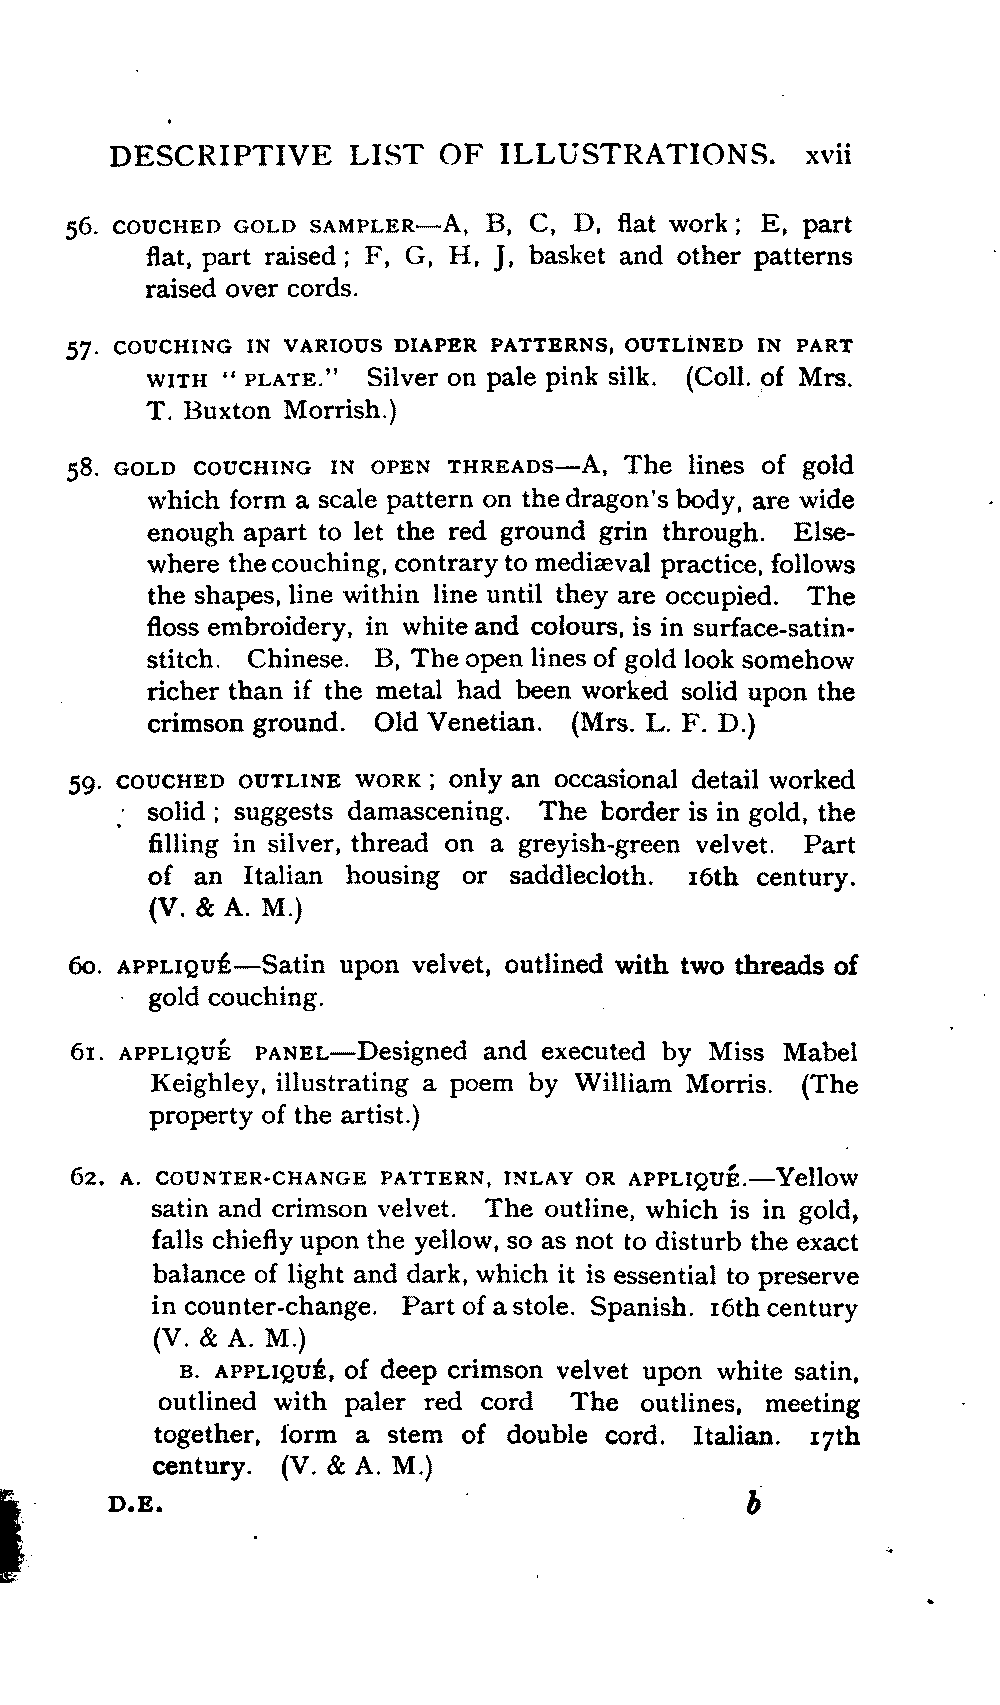 DESCRIPTIVE LIST OF ILLUSTRATIONS. xvii
56. COUCHED GOLD SAMPLER—A, B, C, D, flat work; E, part
flat, part raised; F, G, H, J, basket and other patterns
raised over cords.
57. COUCHING IN VARIOUS DIAPER PATTERNS, OUTLINED IN PART
WITH "PLATE." Silver on pale pink silk. (Coll. of Mrs.
T. Buxton Morrish.)
58. GOLD COUCHING IN OPEN THREADS—A, The lines of gold
which form a scale pattern on the dragon's body, are wide
enough apart to let the red ground grin through. Else-
where the couching, contrary to mediæval practice, follows
the shapes, line within line until they are occupied. The
floss embroidery, in white and colours, is in surface-satin-
stitch. Chinese. B, The open lines of gold look somehow
richer than if the metal had been worked solid upon the
crimson ground. Old Venetian. (Mrs. L. F. D.)
59. COUCHED OUTLINE WORK; only an occasional detail worked
solid; suggests damascening. The border is in gold, the
filling in silver, thread on a greyish-green velvet. Part
of an Italian housing or saddlecloth. 16th century.
(V. & A. M.)
60. APPLIQUÉ—Satin upon velvet, outlined with two threads of
gold couching.
61. APPLIQUÉ PANEL—Designed and executed by Miss Mabel
Keighley, illustrating a poem by William Morris. (The
property of the artist.)
62. A. COUNTER-CHANGE PATTERN, INLAY OR APPLIQUÉ.—Yellow
satin and crimson velvet. The outline, which is in gold,
falls chiefly upon the yellow, so as not to disturb the exact
balance of light and dark, which it is essential to preserve
in counter-change. Part of a stole. Spanish. 16th century
(V. & A. M.)
B. APPLIQUÉ, of deep crimson velvet upon white satin,
outlined with paler red cord The outlines, meeting
together, form a stem of double cord. Italian. 17th
century. (V. & A. M.)
D.E. b